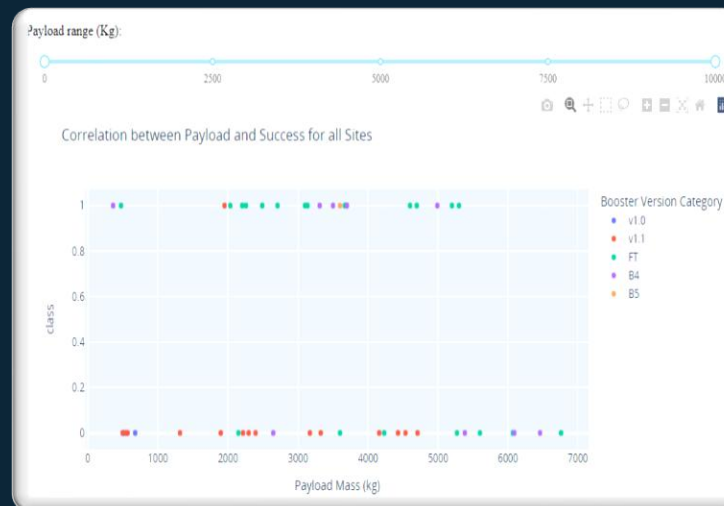 Payload range (Kg):
0 2500 5000 7500 10000
Correlation between Payload and Success for all Sites
Booster Version Category
v1.0
v1.1
FT
B4
B5
1
0.8
0.6
0.4
0.2
0
class
0 1000 2000 3000 4000 5000 6000 7000
Payload Mass (kg)